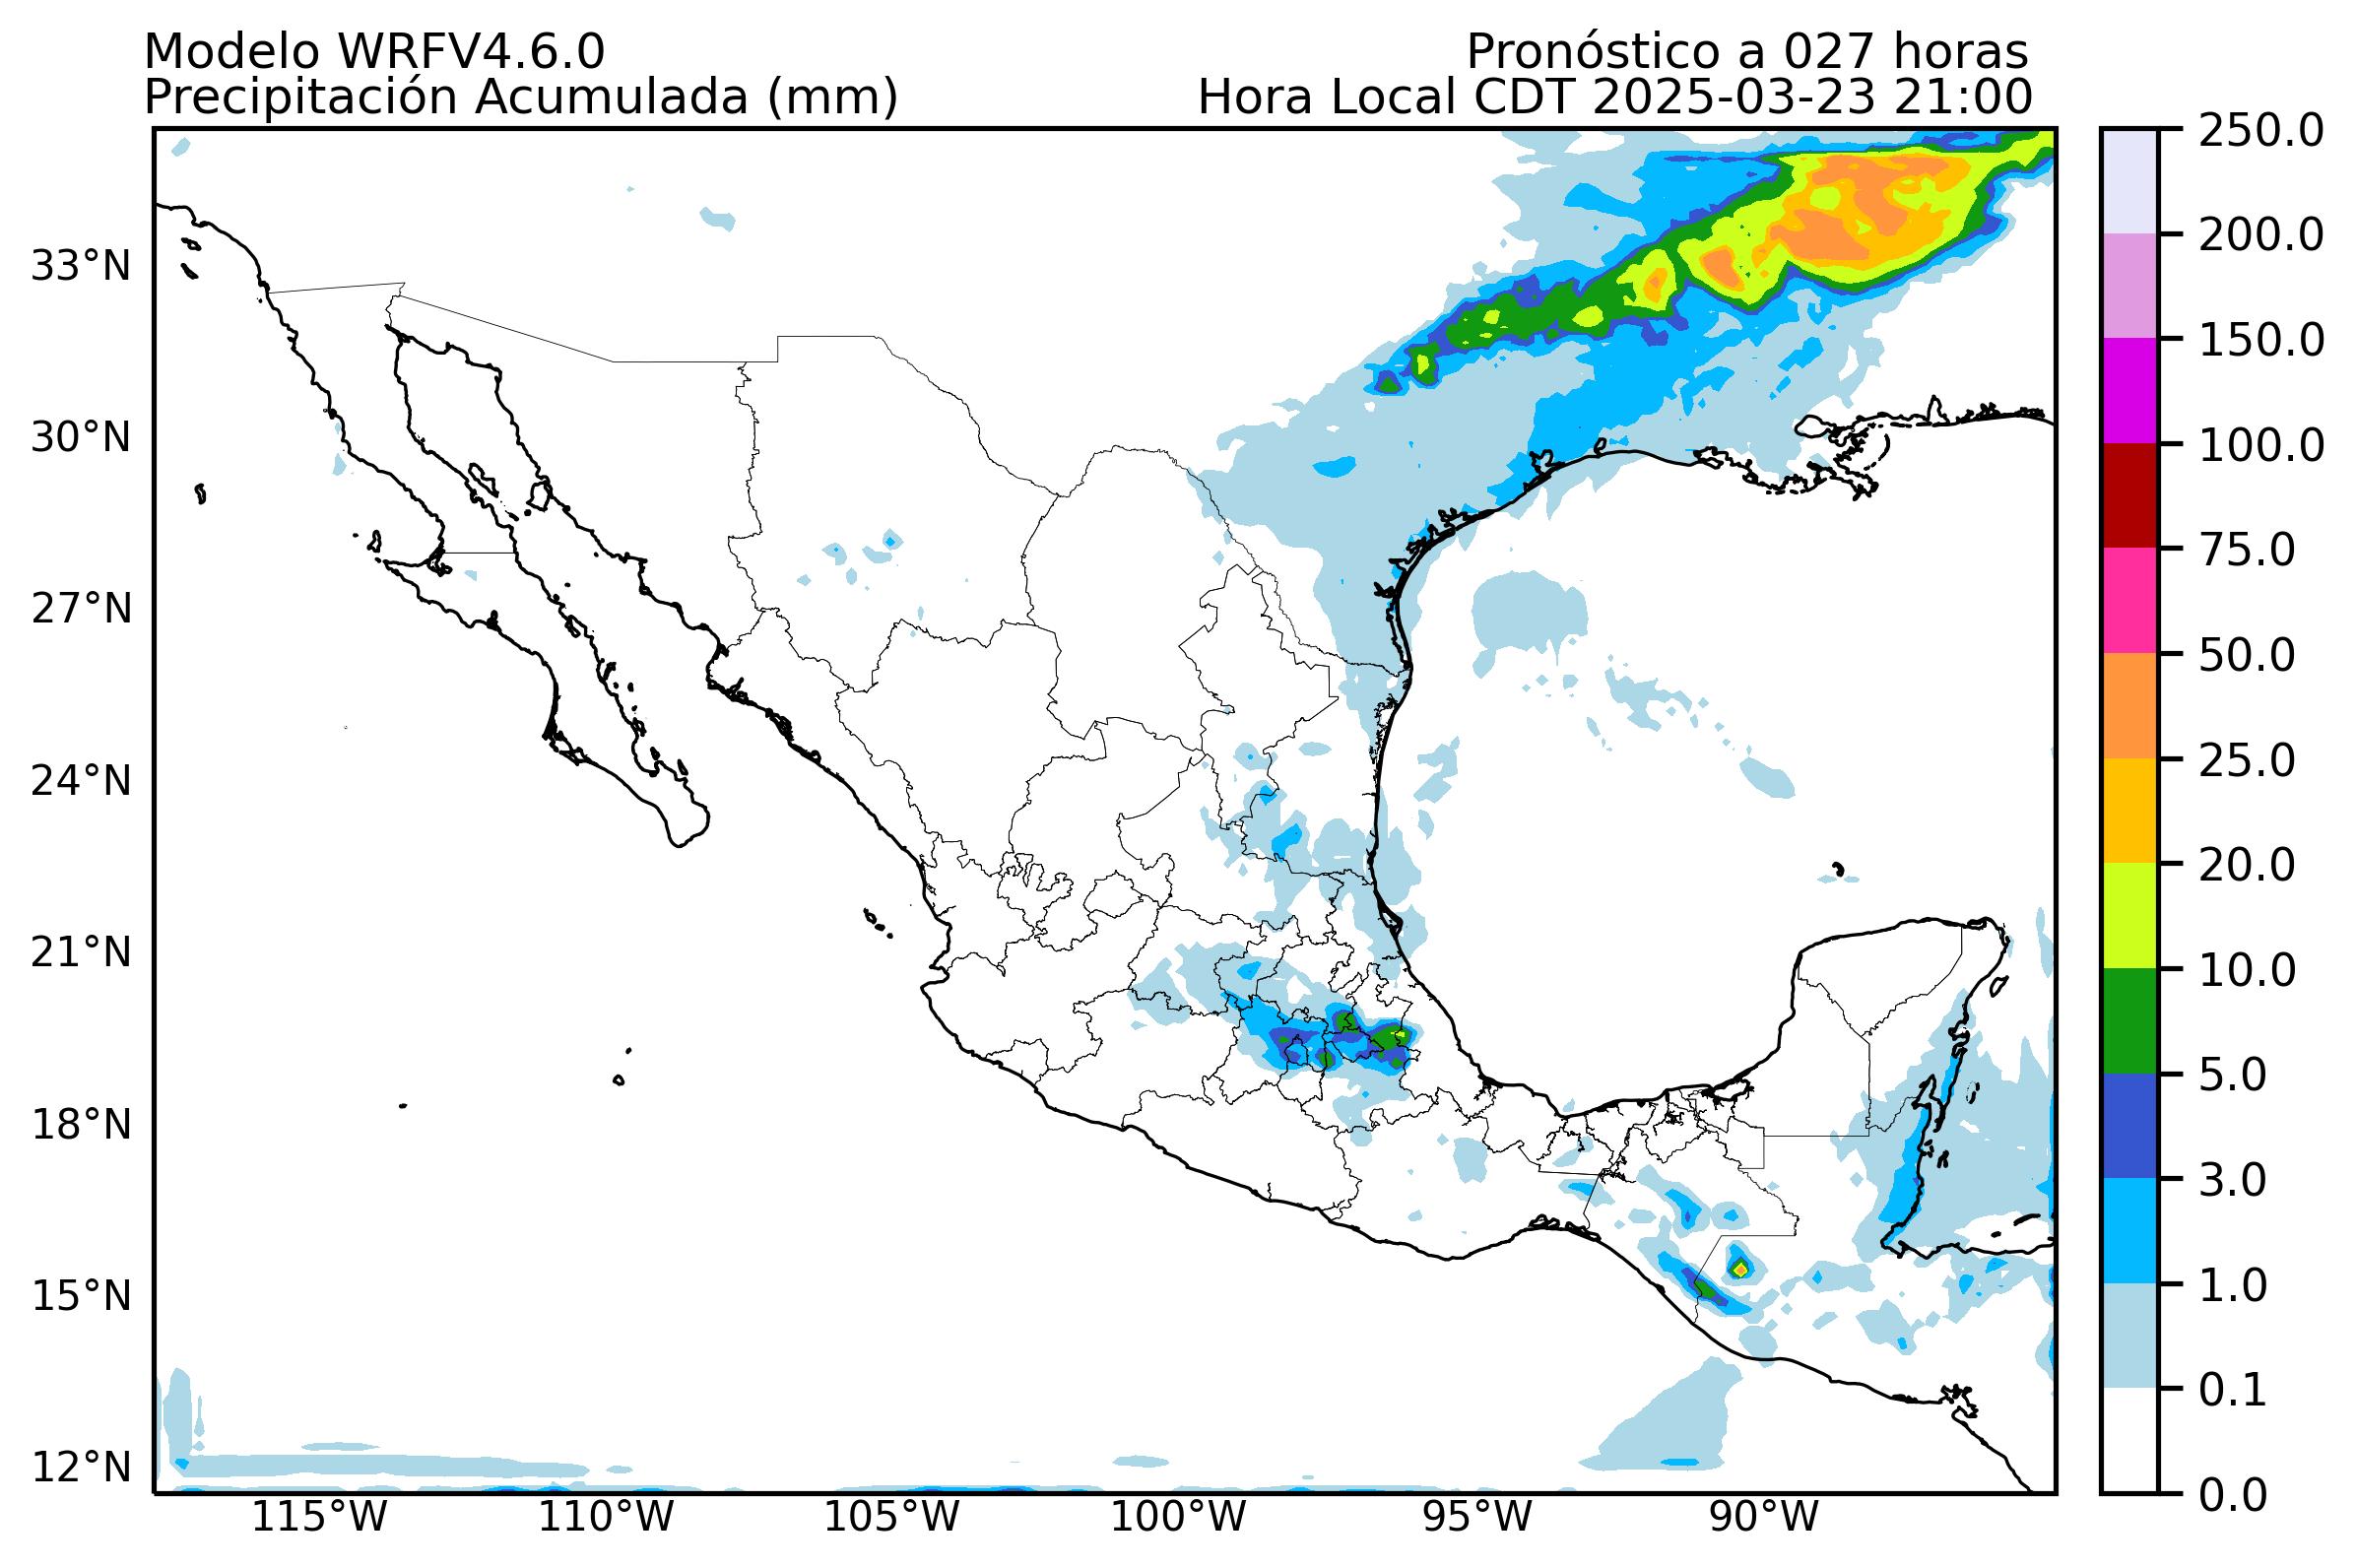 Modelo WRFV4.6.0
Pronóstico a 027 horas
Precipitación Acumulada (mm)
Hora Local CDT 2025-03-23 21:00
250.0
200.0
150.0
100.0
75.0
50.0
25.0
20.0
10.0
5.0
3.0
1.0
0.1
0.0
33°N
30°N
27°N
24°N
21°N
18°N
15°N
12°N
115°W
110°W
105°W
100°W
95°W
90°W